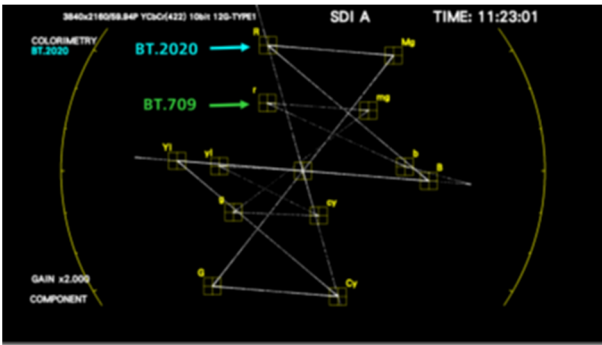 3840x2160/59.94P YCbCr(422) 10bit 12G-TYPE1
SDI A
TIME: 11:23:01
COLORIMETRY
BT.2020
BT.2020
R
Mg
BT.709
r
mg
Yl
yl
b
B
g
cy
G
Cy
GAIN x2.000
COMPONENT